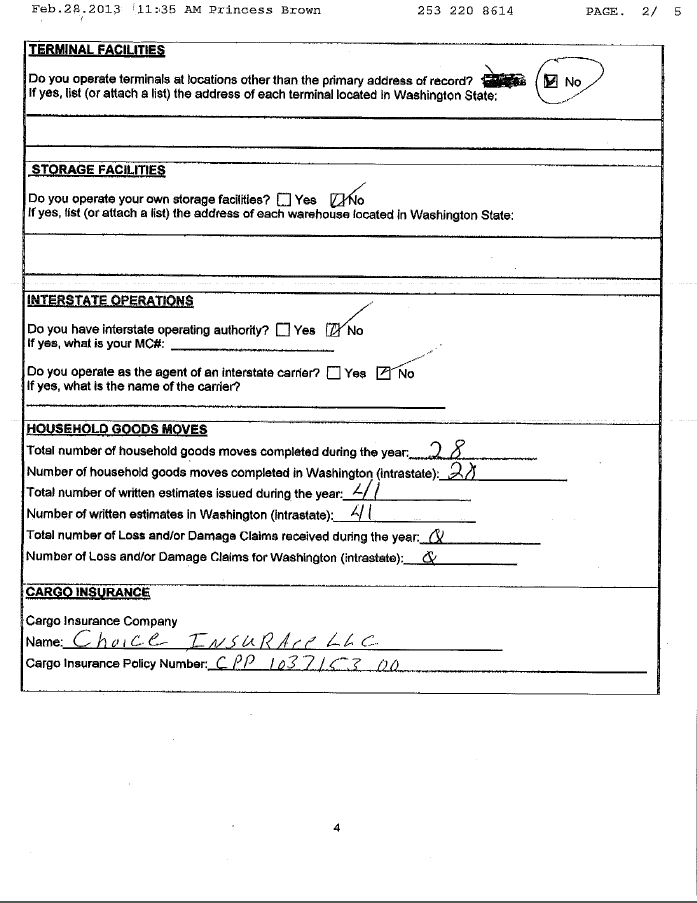 Feb.28.2013 11:35 AM Princess Brown 253 220 8614 PAGE. 2/ 5
TERMINAL FACILITIES
Do you operate terminals at locations other than the primary address of record? No
If yes, list (or attach a list) the address of each terminal located in Washington State:
STORAGE FACILITIES
Do you operate your own storage facilities? Yes No
If yes, list (or attach a list) the address of each warehouse located in Washington State:
INTERSTATE OPERATIONS
Do you have interstate operating authority? Yes No
If yes, what is your MC#:
Do you operate as the agent of an interstate carrier? Yes No
If yes, what is the name of the carrier?
HOUSEHOLD GOODS MOVES
Total number of household goods moves completed during the year: 28
Number of household goods moves completed in Washington (intrastate): 28
Total number of written estimates issued during the year: 41
Number of written estimates in Washington (intrastate): 41
Total number of Loss and/or Damage Claims received during the year:
Number of Loss and/or Damage Claims for Washington (intrastate):
CARGO INSURANCE
Cargo Insurance Company
Name: Choice LLC
Cargo Insurance Policy Number: CPP 1037153 00
4